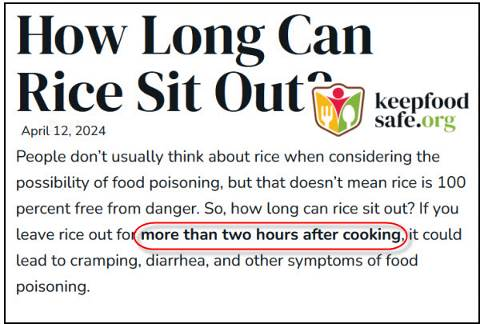 How Long Can
Rice Sit Out?
keepfood
safe.org
April 12, 2024
People don't usually think about rice when considering the
possibility of food poisoning, but that doesn't mean rice is 100
percent free from danger. So, how long can rice sit out? If you
leave rice out for more than two hours after cooking, it could
lead to cramping, diarrhea, and other symptoms of food
poisoning.